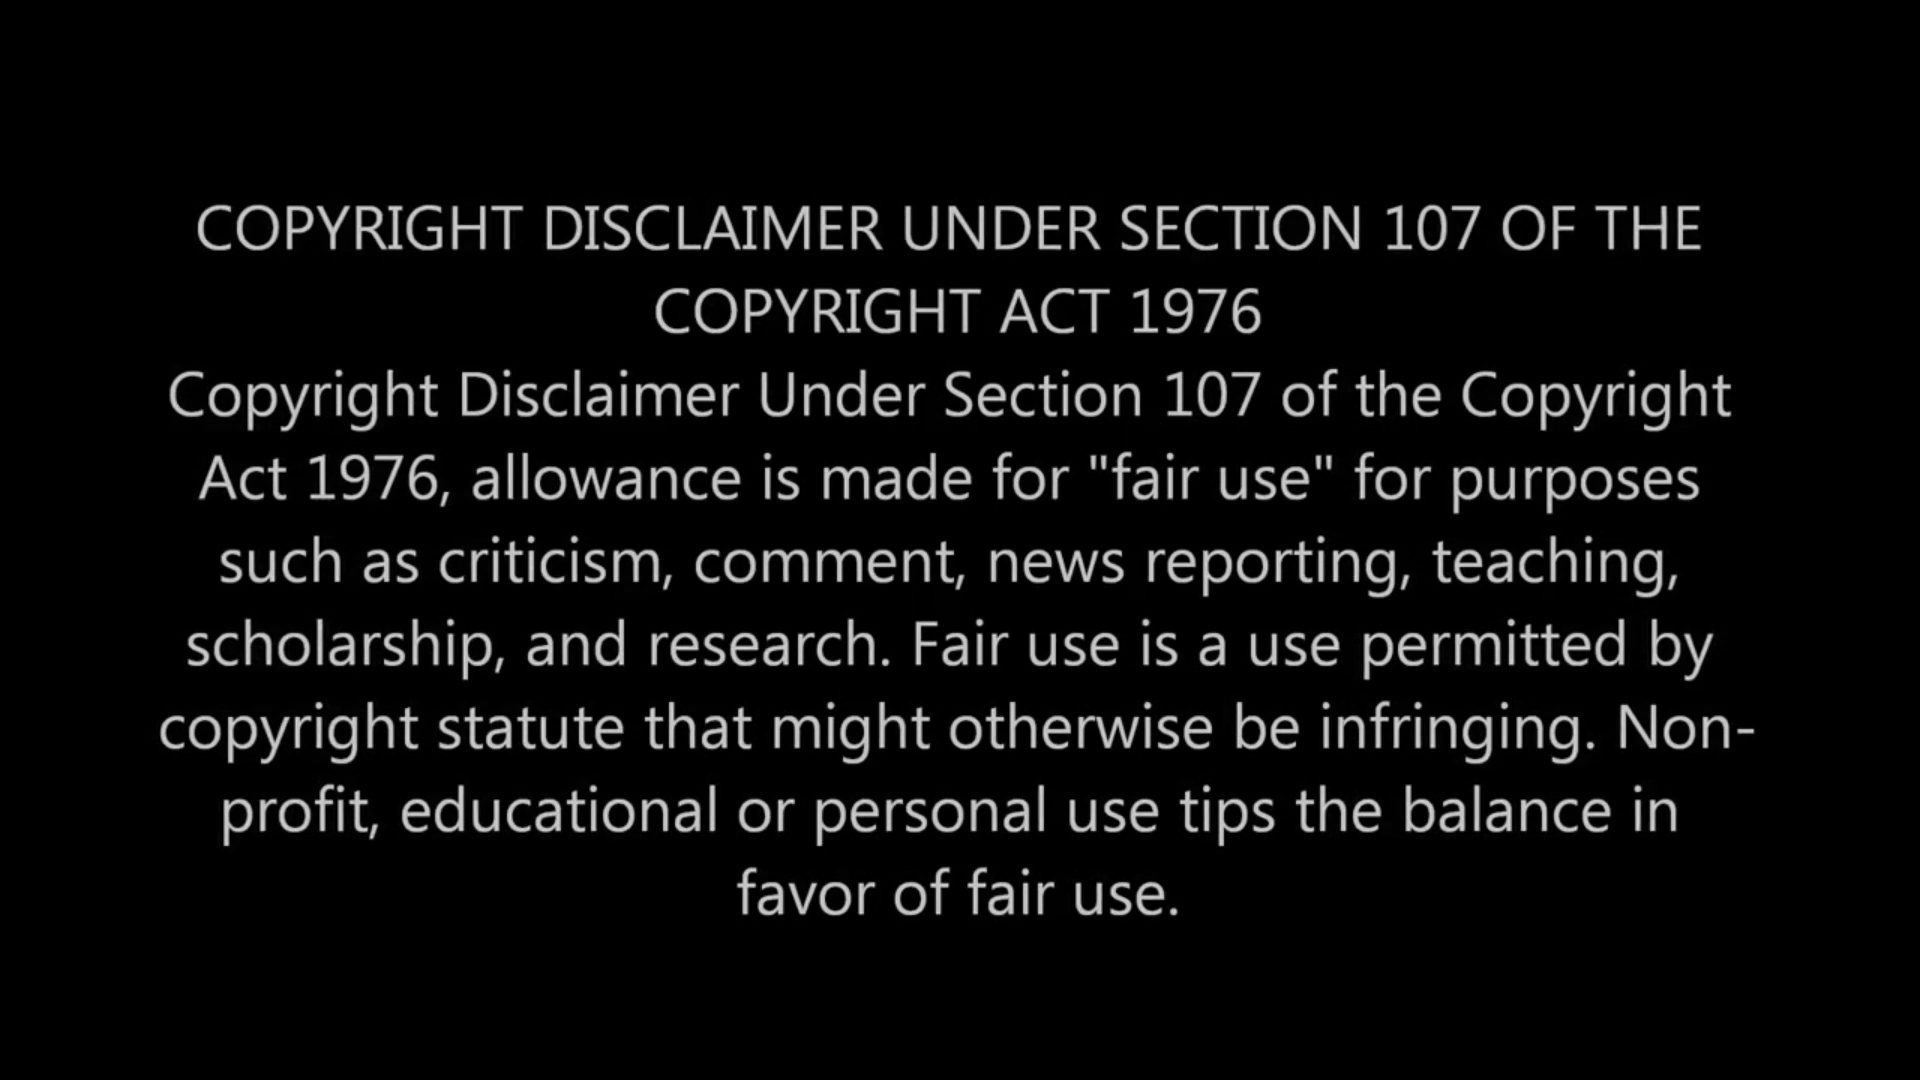 COPYRIGHT DISCLAIMER UNDER SECTION 107 OF THE
COPYRIGHT ACT 1976
Copyright Disclaimer Under Section 107 of the Copyright
Act 1976, allowance is made for "fair use" for purposes
such as criticism, comment, news reporting, teaching,
scholarship, and research. Fair use is a use permitted by
copyright statute that might otherwise be infringing. Non-
profit, educational or personal use tips the balance in
favor of fair use.